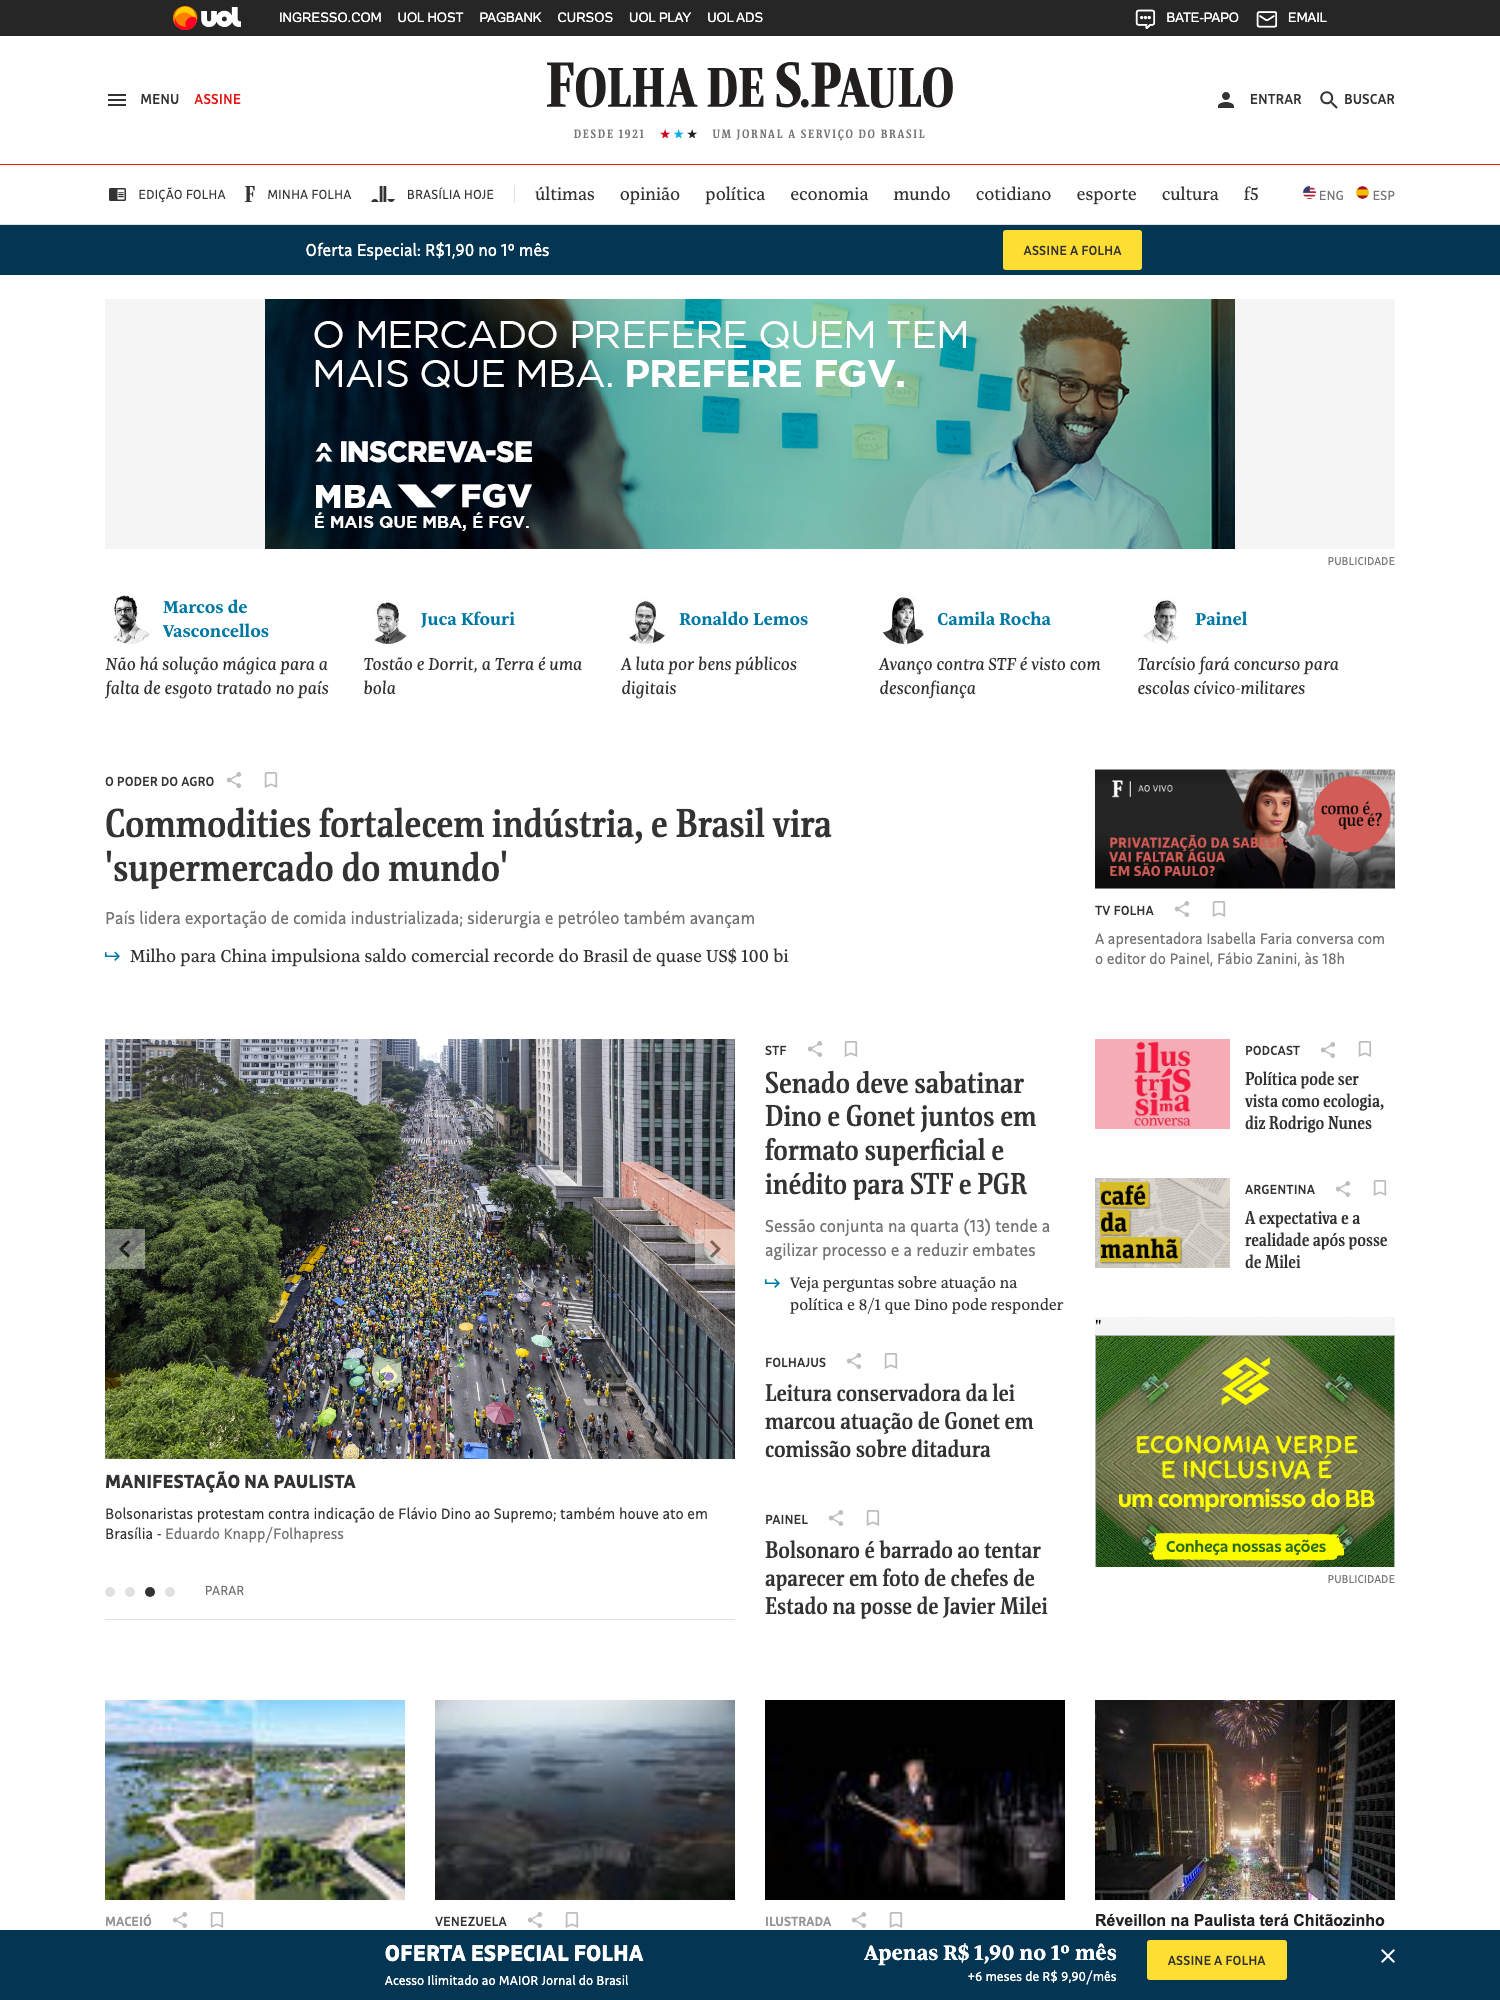 uol INGRESSO.COM UOL HOST PAGBANK CURSOS UOL PLAY UOL ADS BATE-PAPO EMAIL
MENU ASSINE
FOLHA DE S.PAULO
ENTRAR BUSCAR
DESDE 1921 ★★★ UM JORNAL A SERVIÇO DO BRASIL
EDIÇÃO FOLHA F MINHA FOLHA BRASÍLIA HOJE últimas opinião política economia mundo cotidiano esporte cultura f5 ENG ESP
Oferta Especial: R$1,90 no 1º mês
ASSINE A FOLHA
O MERCADO PREFERE QUEM TEM
MAIS QUE MBA. PREFERE FGV.
INSCREVA-SE
MBA FGV
É MAIS QUE MBA, É FGV.
PUBLICIDADE
Marcos de
Vasconcellos
Não há solução mágica para a
falta de esgoto tratado no país
Juca Kfouri
Tostão e Dorrit, a Terra é uma
bola
Ronaldo Lemos
A luta por bens públicos
digitais
Camila Rocha
Avanço contra STF é visto com
desconfiança
Painel
Tarcísio fará concurso para
escolas cívico-militares
O PODER DO AGRO
Commodities fortalecem indústria, e Brasil vira
'supermercado do mundo'
País lidera exportação de comida industrializada; siderurgia e petróleo também avançam
Milho para China impulsiona saldo comercial recorde do Brasil de quase US$ 100 bi
F AO VIVO
como é
que é?
PRIVATIZAÇÃO DA SABESP:
VAI FALTAR ÁGUA
EM SÃO PAULO?
TV FOLHA
A apresentadora Isabella Faria conversa com
o editor do Painel, Fábio Zanini, às 18h
MANIFESTAÇÃO NA PAULISTA
Bolsonaristas protestam contra indicação de Flávio Dino ao Supremo; também houve ato em
Brasília - Eduardo Knapp/Folhapress
PARAR
STF
Senado deve sabatinar
Dino e Gonet juntos em
formato superficial e
inédito para STF e PGR
Sessão conjunta na quarta (13) tende a
agilizar processo e a reduzir embates
Veja perguntas sobre atuação na
política e 8/1 que Dino pode responder
FOLHAJUS
Leitura conservadora da lei
marcou atuação de Gonet em
comissão sobre ditadura
PAINEL
Bolsonaro é barrado ao tentar
aparecer em foto de chefes de
Estado na posse de Javier Milei
ilus
trís
sima
conversa
PODCAST
Política pode ser
vista como ecologia,
diz Rodrigo Nunes
café
da
manhã
ARGENTINA
A expectativa e a
realidade após posse
de Milei
"
ECONOMIA VERDE
E INCLUSIVA É
um compromisso do BB
Conheça nossas ações
PUBLICIDADE
MACEIÓ
VENEZUELA
ILUSTRADA
Réveillon na Paulista terá Chitãozinho
OFERTA ESPECIAL FOLHA
Acesso Ilimitado ao MAIOR Jornal do Brasil
Apenas R$ 1,90 no 1º mês
+6 meses de R$ 9,90/mês
ASSINE A FOLHA